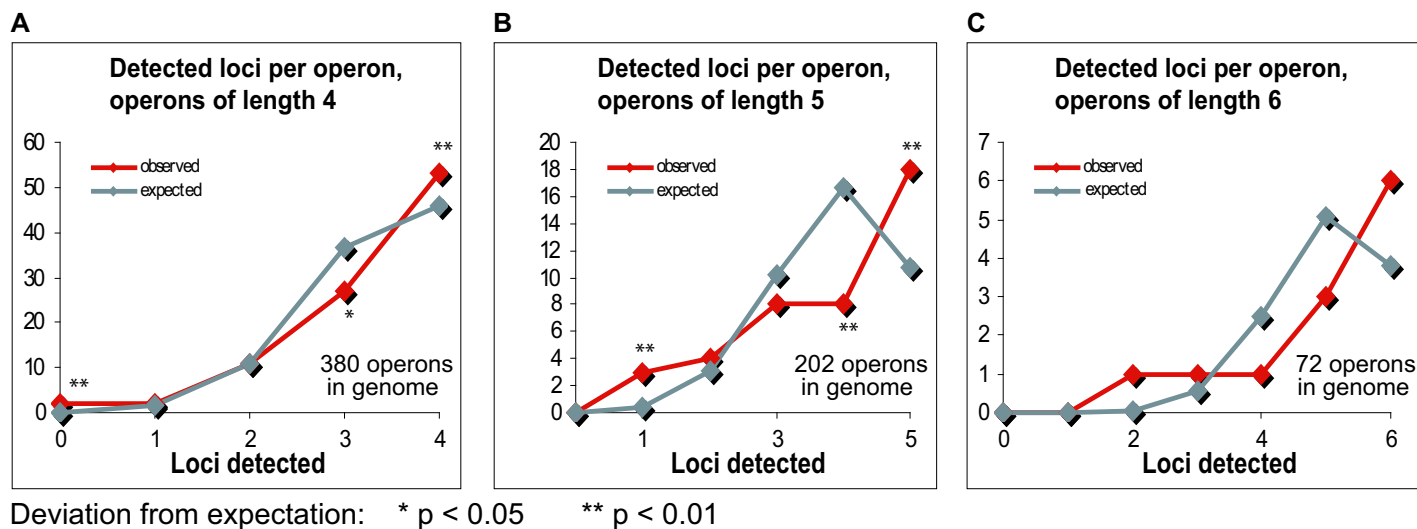 A
Detected loci per operon,
operons of length 4
60
50
40
30
20
10
0
observed
expected
**
**
*
380 operons
in genome
0 1 2 3 4
Loci detected
B
Detected loci per operon,
operons of length 5
20
18
16
14
12
10
8
6
4
2
0
observed
expected
**
**
**
202 operons
in genome
1 3 5
Loci detected
C
Detected loci per operon,
operons of length 6
7
6
5
4
3
2
1
0
observed
expected
72 operons
in genome
0 2 4 6
Loci detected
Deviation from expectation: * p < 0.05 ** p < 0.01